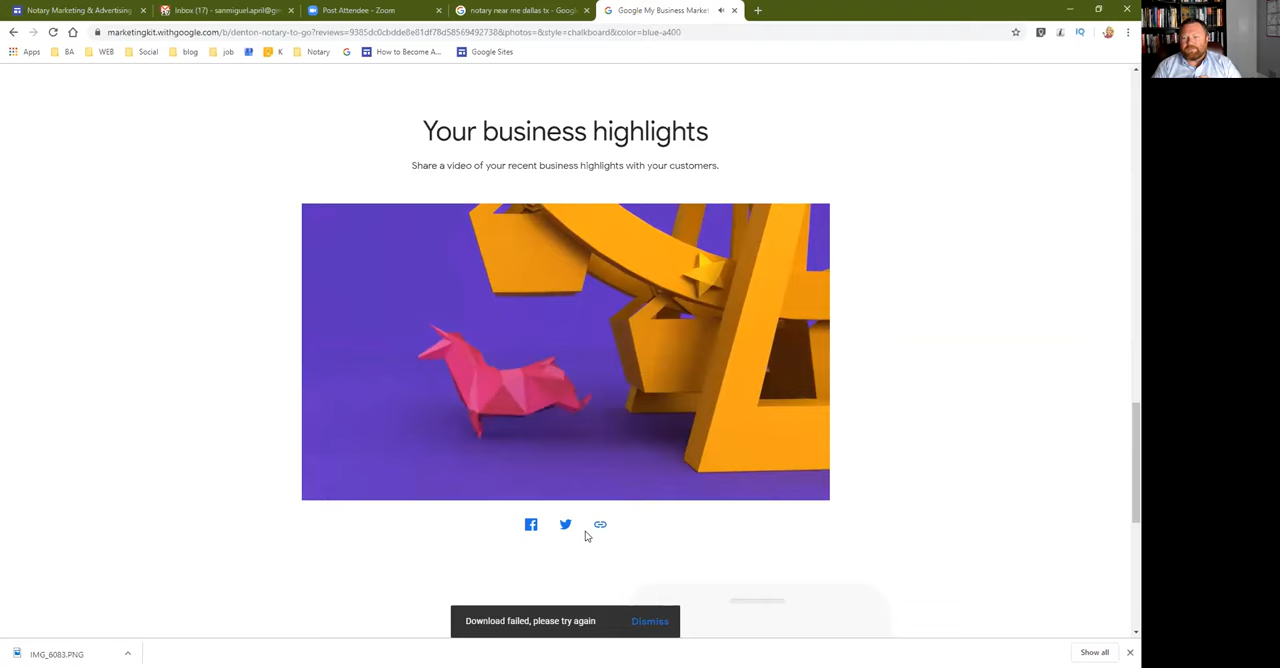 Notary Marketing & Advertising
Inbox (17) - sanmiguel.april@g
Post Attendee - Zoom
notary near me dallas tx - Goog
Google My Business Market
marketingkit.withgoogle.com/b/denton-notary-to-go?reviews=9385dc0cbdde8e81df78d58569492738&photos=&style=chalkboard&color=blue-a400
Apps BA WEB Social blog job K Notary How to Become A... Google Sites
Your business highlights
Share a video of your recent business highlights with your customers.
Download failed, please try again Dismiss
IMG_6083.PNG
Show all